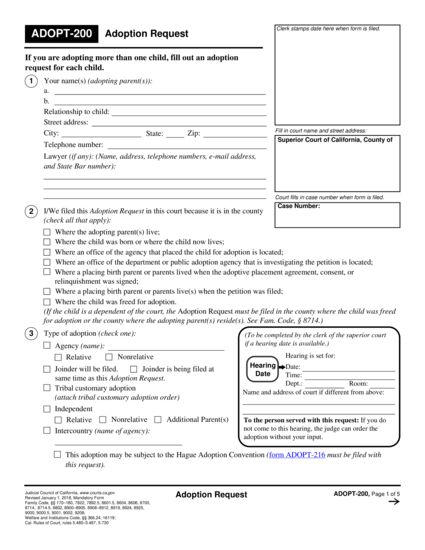 ADOPT-200
Adoption Request
Clerk stamps date here when form is filed.
If you are adopting more than one child, fill out an adoption
request for each child.
1
Your name(s) (adopting parent(s)):
a.
b.
Relationship to child:
Street address:
City: State: Zip:
Telephone number:
Lawyer (if any): (Name, address, telephone numbers, e-mail address,
and State Bar number):
Fill in court name and street address:
Superior Court of California, County of
Court fills in case number when form is filed.
Case Number:
2
I/We filed this Adoption Request in this court because it is in the county
(check all that apply):
Where the adopting parent(s) live;
Where the child was born or where the child now lives;
Where an office of the agency that placed the child for adoption is located;
Where an office of the department or public adoption agency that is investigating the petition is located;
Where a placing birth parent or parents lived when the adoptive placement agreement, consent, or
relinquishment was signed;
Where a placing birth parent or parents live(s) when the petition was filed;
Where the child was freed for adoption.
(If the child is a dependent of the court, the Adoption Request must be filed in the county where the child was freed
for adoption or the county where the adopting parent(s) reside(s). See Fam. Code, § 8714.)
3
Type of adoption (check one):
Agency (name):
Relative Nonrelative
Joinder will be filed. Joinder is being filed at
same time as this Adoption Request.
Tribal customary adoption
(attach tribal customary adoption order)
Independent
Relative Nonrelative Additional Parent(s)
Intercountry (name of agency):
(To be completed by the clerk of the superior court
if a hearing date is available.)
Hearing is set for:
Hearing
Date
Date:
Time:
Dept.: Room:
Name and address of court if different from above:
To the person served with this request: If you do
not come to this hearing, the judge can order the
adoption without your input.
This adoption may be subject to the Hague Adoption Convention (form ADOPT-216 must be filed with
this request).
Judicial Council of California, www.courts.ca.gov
Revised January 1, 2018, Mandatory Form
Family Code, §§ 170–180, 7822, 7892.5, 8601.5, 8604, 8606, 8700,
8714, 8714.5, 8802, 8900–8905, 8908–8912, 8919, 8924, 8925,
9000, 9000.5, 9001, 9002, 9208;
Welfare and Institutions Code, §§ 366.24, 16119;
Cal. Rules of Court, rules 5.480–5.487, 5.730
Adoption Request
ADOPT-200, Page 1 of 5